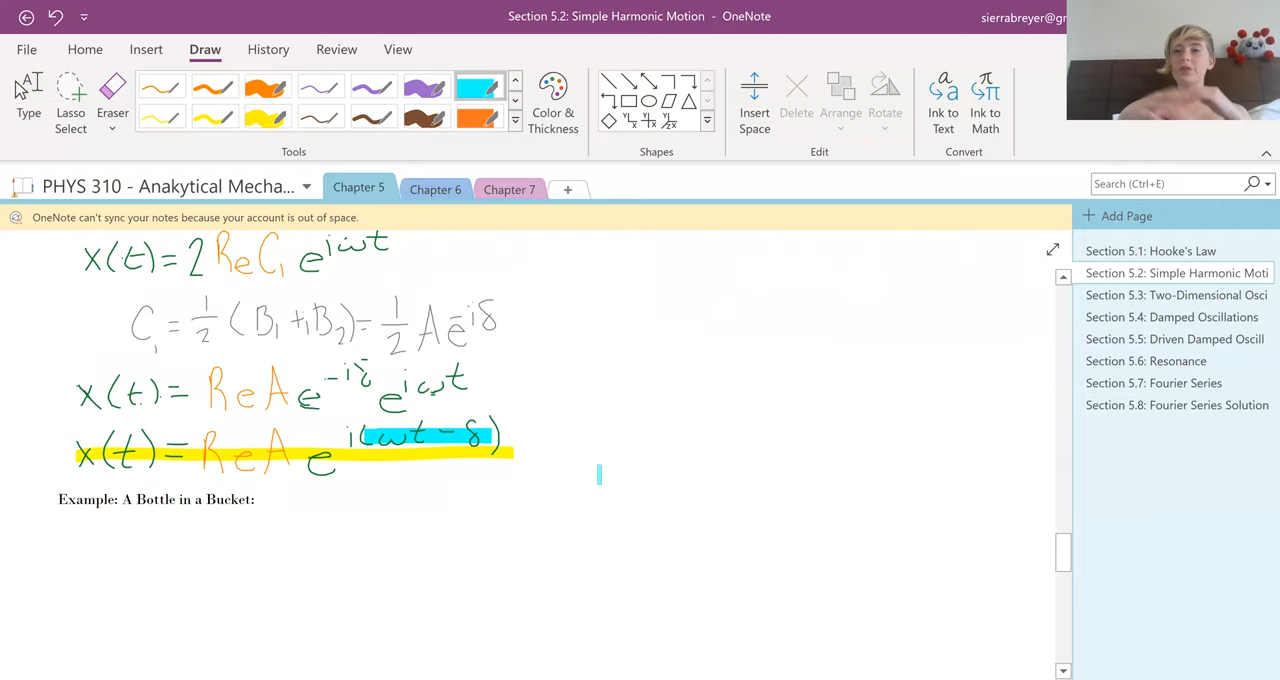 Section 5.2: Simple Harmonic Motion - OneNote
sierrabreyer@gr
File Home Insert Draw History Review View
Type
Lasso Select
Eraser
Color & Thickness
Insert Space
Delete
Arrange
Rotate
Ink to Text
Ink to Math
Tools
Shapes
Edit
Convert
PHYS 310 - Anakytical Mecha...
Chapter 5
Chapter 6
Chapter 7
Search (Ctrl+E)
OneNote can't sync your notes because your account is out of space.
Add Page
Section 5.1: Hooke's Law
Section 5.2: Simple Harmonic Moti
Section 5.3: Two-Dimensional Osci
Section 5.4: Damped Oscillations
Section 5.5: Driven Damped Oscill
Section 5.6: Resonance
Section 5.7: Fourier Series
Section 5.8: Fourier Series Solution
x(t) = 2 Re C₁ e^{iωt}
C₁ = 1/2 (B₁ + iB₂) = 1/2 A e^{-iδ}
x(t) = Re A e^{-iδ} e^{iωt}
x(t) = Re A e^{i(ωt - δ)}
Example: A Bottle in a Bucket: